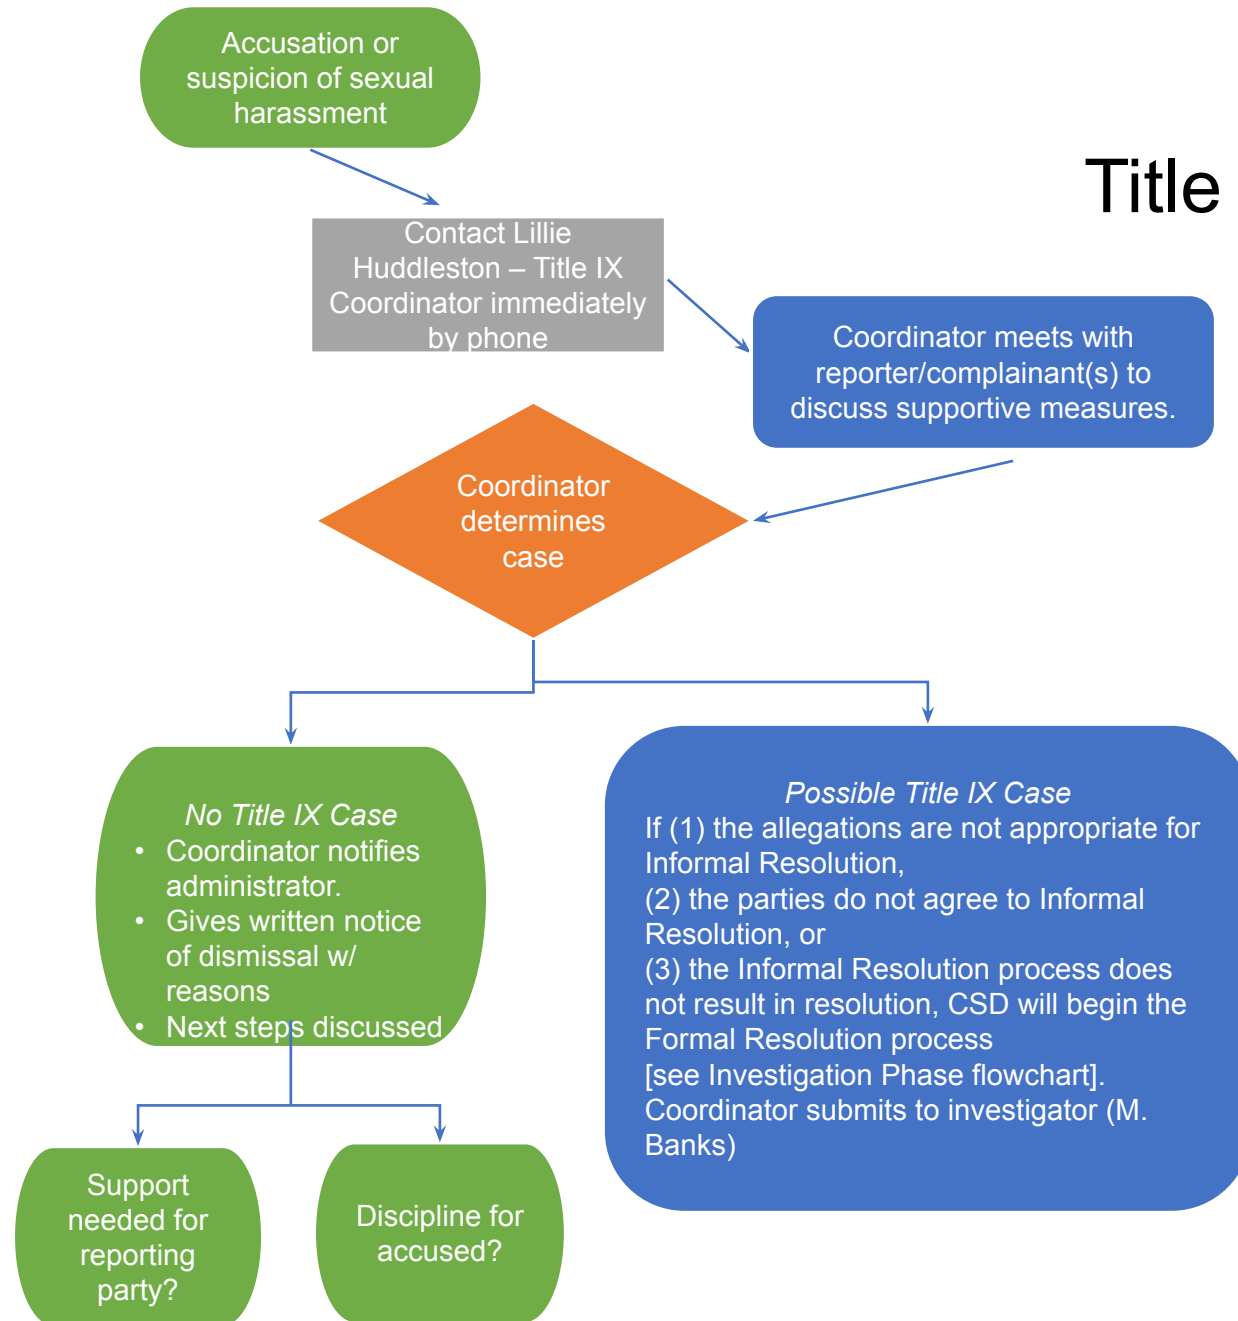 Accusation or
suspicion of sexual
harassment
Title
Contact Lillie
Huddleston – Title IX
Coordinator immediately
by phone
Coordinator meets with
reporter/complainant(s) to
discuss supportive measures.
Coordinator
determines
case
No Title IX Case
• Coordinator notifies
administrator.
• Gives written notice
of dismissal w/
reasons
• Next steps discussed
Possible Title IX Case
If (1) the allegations are not appropriate for
Informal Resolution,
(2) the parties do not agree to Informal
Resolution, or
(3) the Informal Resolution process does
not result in resolution, CSD will begin the
Formal Resolution process
[see Investigation Phase flowchart].
Coordinator submits to investigator (M.
Banks)
Support
needed for
reporting
party?
Discipline for
accused?